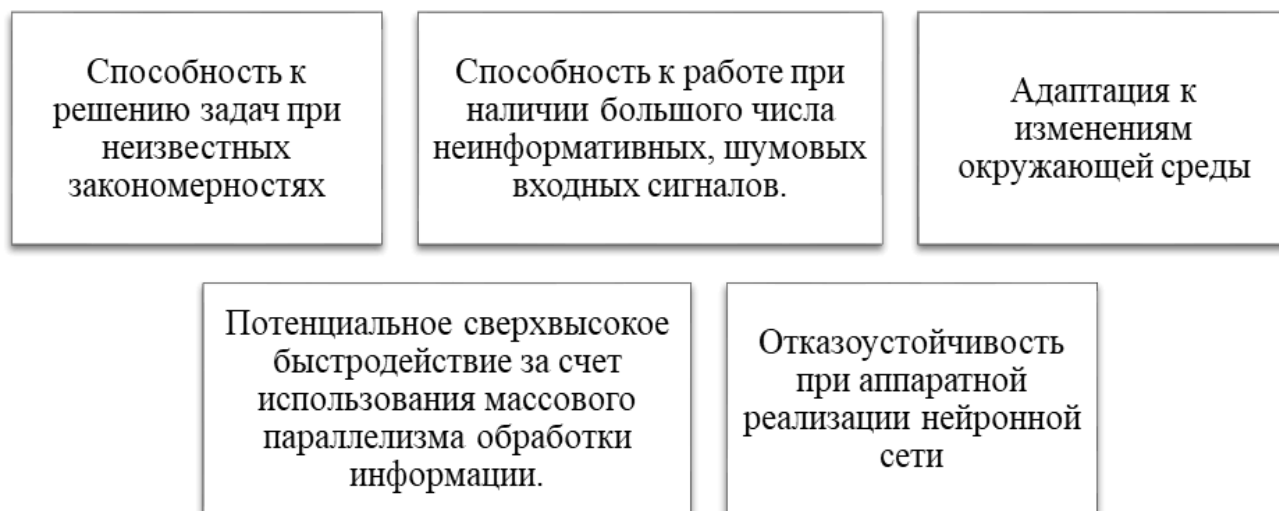 Способность к
решению задач при
неизвестных
закономерностях
Способность к работе при
наличии большого числа
неинформативных, шумовых
входных сигналов.
Адаптация к
изменениям
окружающей среды
Потенциальное сверхвысокое
быстродействие за счет
использования массового
параллелизма обработки
информации.
Отказоустойчивость
при аппаратной
реализации нейронной
сети